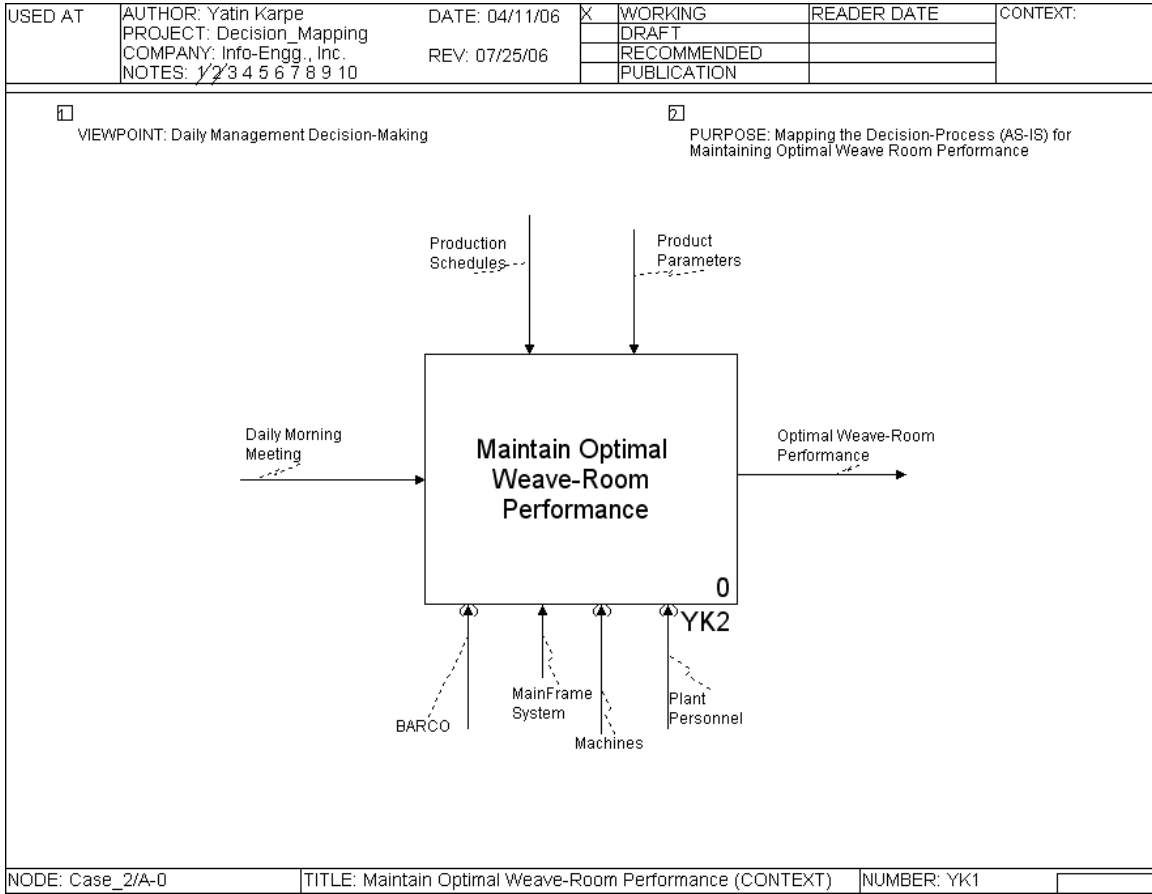 USED AT
AUTHOR: Yatin Karpe
DATE: 04/11/06
PROJECT: Decision_Mapping
COMPANY: Info-Engg., Inc.
REV: 07/25/06
NOTES: 1 2 3 4 5 6 7 8 9 10
X WORKING
DRAFT
RECOMMENDED
PUBLICATION
READER DATE
CONTEXT:
1
VIEWPOINT: Daily Management Decision-Making
2
PURPOSE: Mapping the Decision-Process (AS-IS) for
Maintaining Optimal Weave Room Performance
Production
Schedules
Product
Parameters
Daily Morning
Meeting
Maintain Optimal
Weave-Room
Performance
Optimal Weave-Room
Performance
0
YK2
BARCO
MainFrame
System
Machines
Plant
Personnel
NODE: Case_2/A-0
TITLE: Maintain Optimal Weave-Room Performance (CONTEXT)
NUMBER: YK1